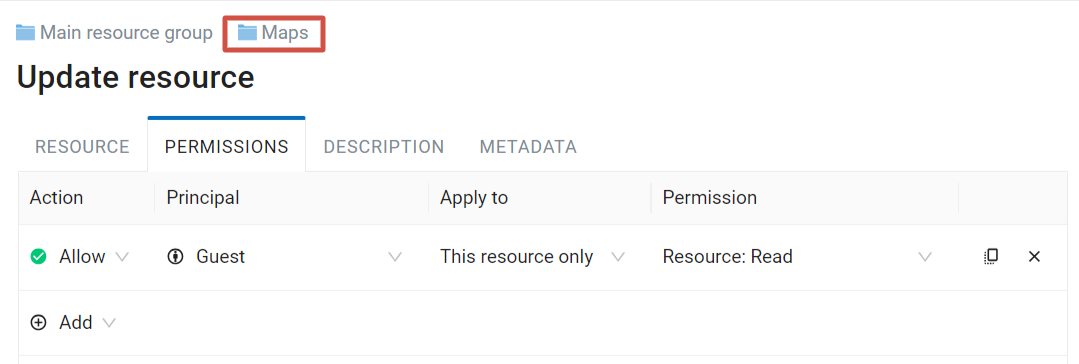 Main resource group Maps
Update resource
RESOURCE PERMISSIONS DESCRIPTION METADATA
Action Principal Apply to Permission
Allow Guest This resource only Resource: Read
Add